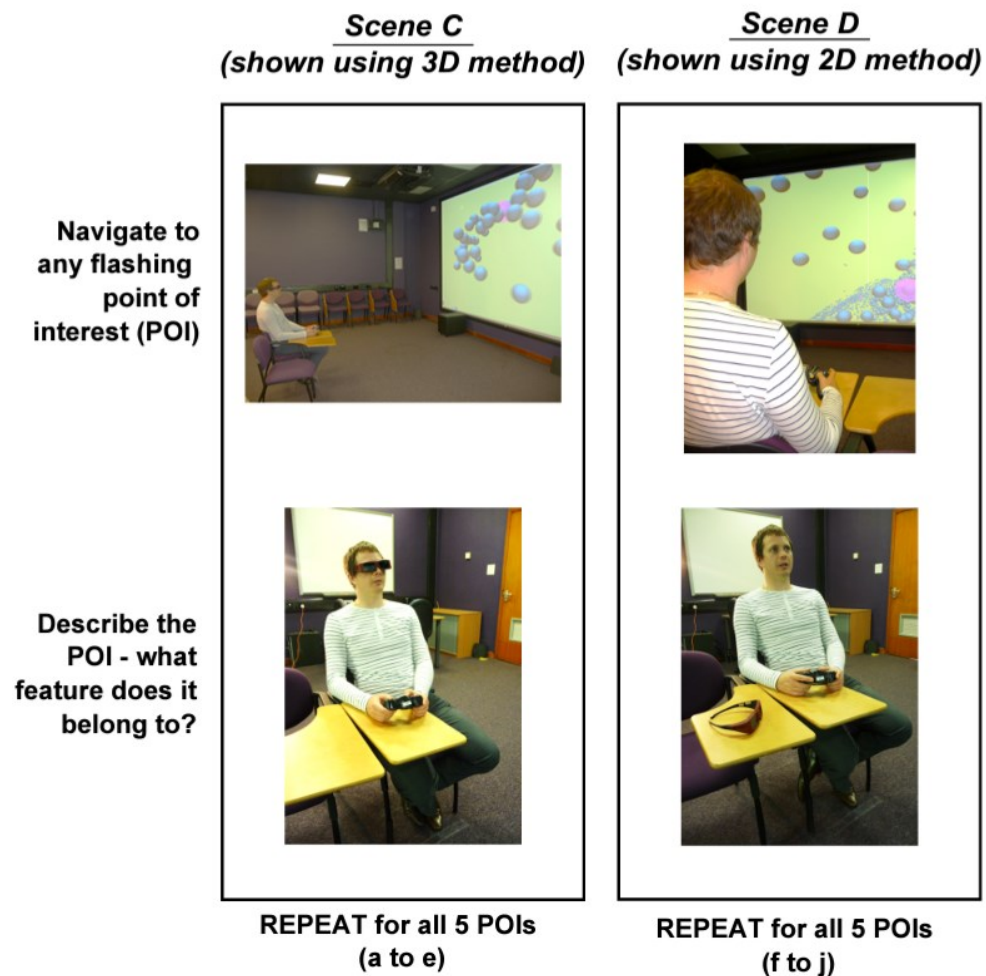 Scene C
(shown using 3D method)
Scene D
(shown using 2D method)
Navigate to
any flashing
point of
interest (POI)
Describe the
POI - what
feature does it
belong to?
REPEAT for all 5 POIs
(a to e)
REPEAT for all 5 POIs
(f to j)